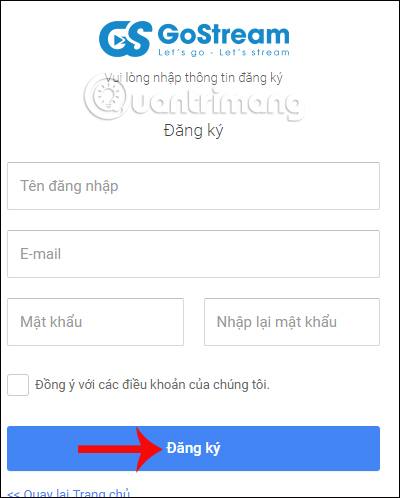 GoStream
Let's go - Let's stream
Vui lòng nhập thông tin đăng ký
Quantrimang
Đăng ký
Tên đăng nhập
E-mail
Mật khẩu
Nhập lại mật khẩu
Đồng ý với các điều khoản của chúng tôi.
Đăng ký
<< Quay lại Trang chủ